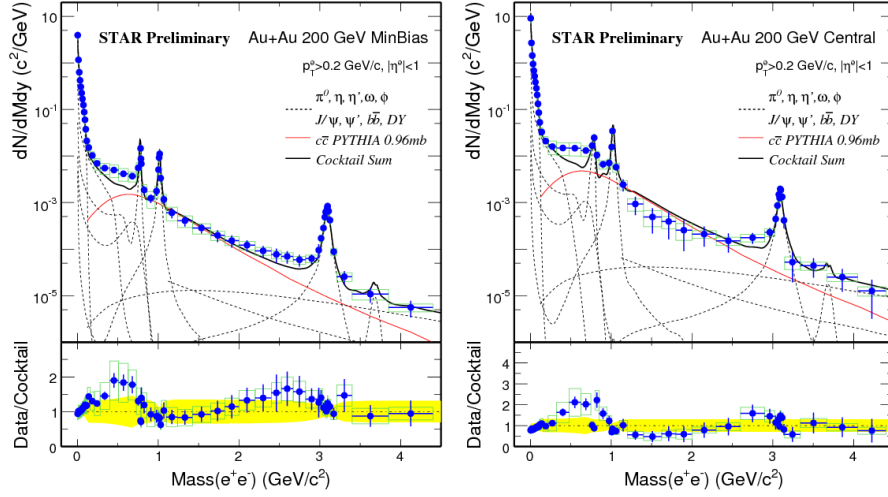 STAR Preliminary Au+Au 200 GeV MinBias
p_T^e>0.2 GeV/c, |η^e|<1
π⁰, η, η', ω, ϕ
J/ψ, ψ', bb̅, DY
cc̅ PYTHIA 0.96mb
Cocktail Sum
dN/dMdy (c²/GeV)
10
10⁻¹
10⁻³
10⁻⁵
Data/Cocktail
2
1
0
0 1 2 3 4
Mass(e⁺e⁻) (GeV/c²)
STAR Preliminary Au+Au 200 GeV Central
p_T^e>0.2 GeV/c, |η^e|<1
π⁰, η, η', ω, ϕ
J/ψ, ψ', bb̅, DY
cc̅ PYTHIA 0.96mb
Cocktail Sum
dN/dMdy (c²/GeV)
10
10⁻¹
10⁻³
10⁻⁵
Data/Cocktail
4
3
2
1
0
0 1 2 3 4
Mass(e⁺e⁻) (GeV/c²)